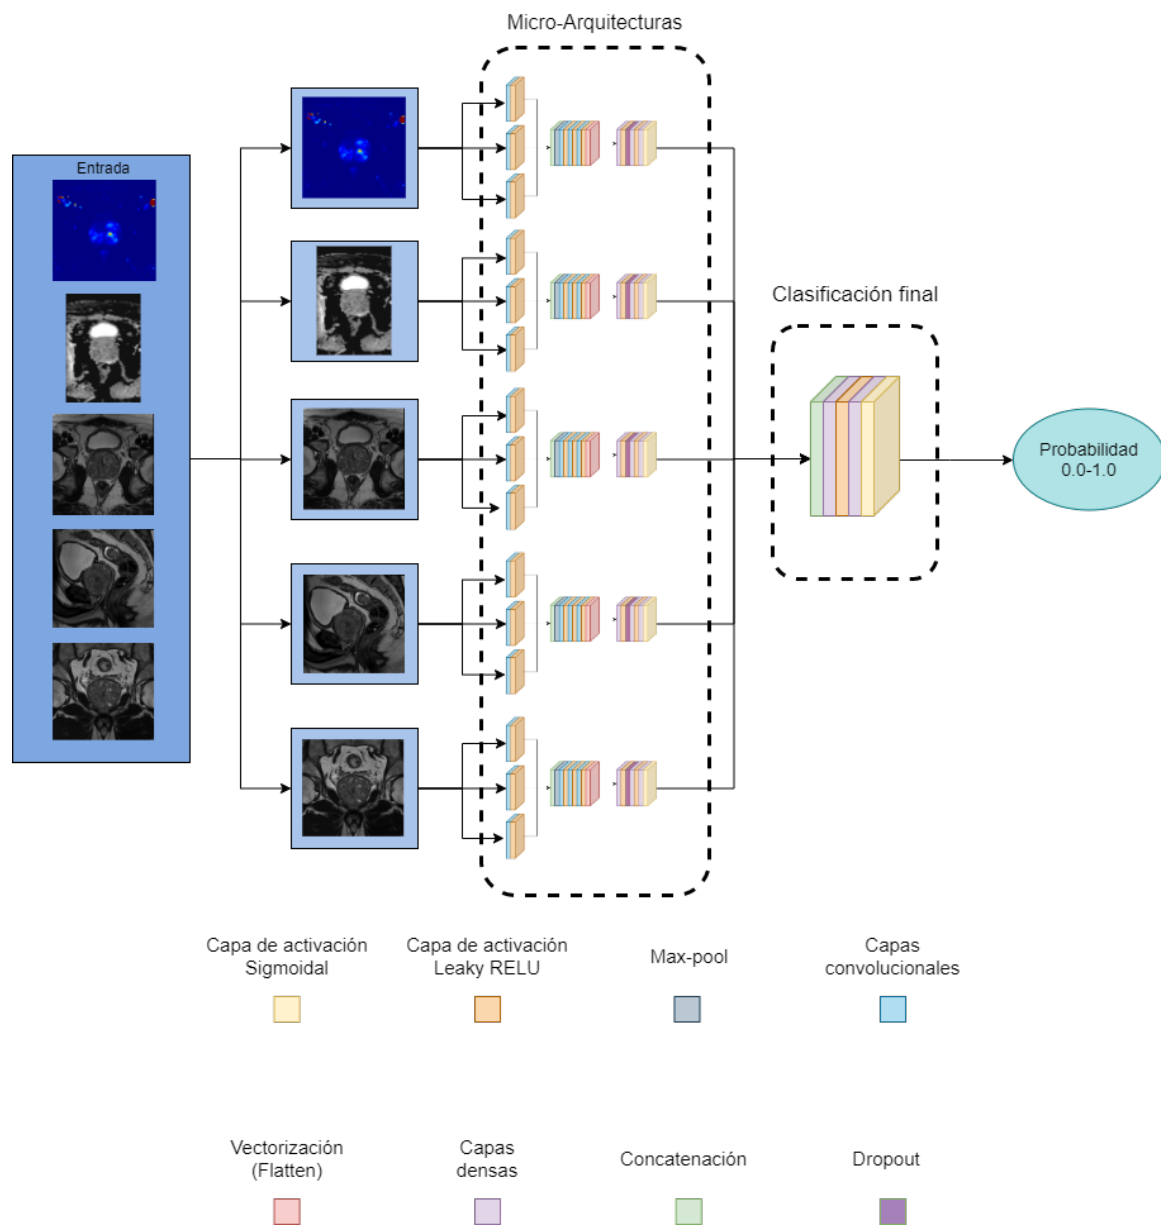 Micro-Arquitecturas
Entrada
Clasificación final
Probabilidad
0.0-1.0
Capa de activación
Sigmoidal
Capa de activación
Leaky RELU
Max-pool
Capas
convolucionales
Vectorización
(Flatten)
Capas
densas
Concatenación
Dropout